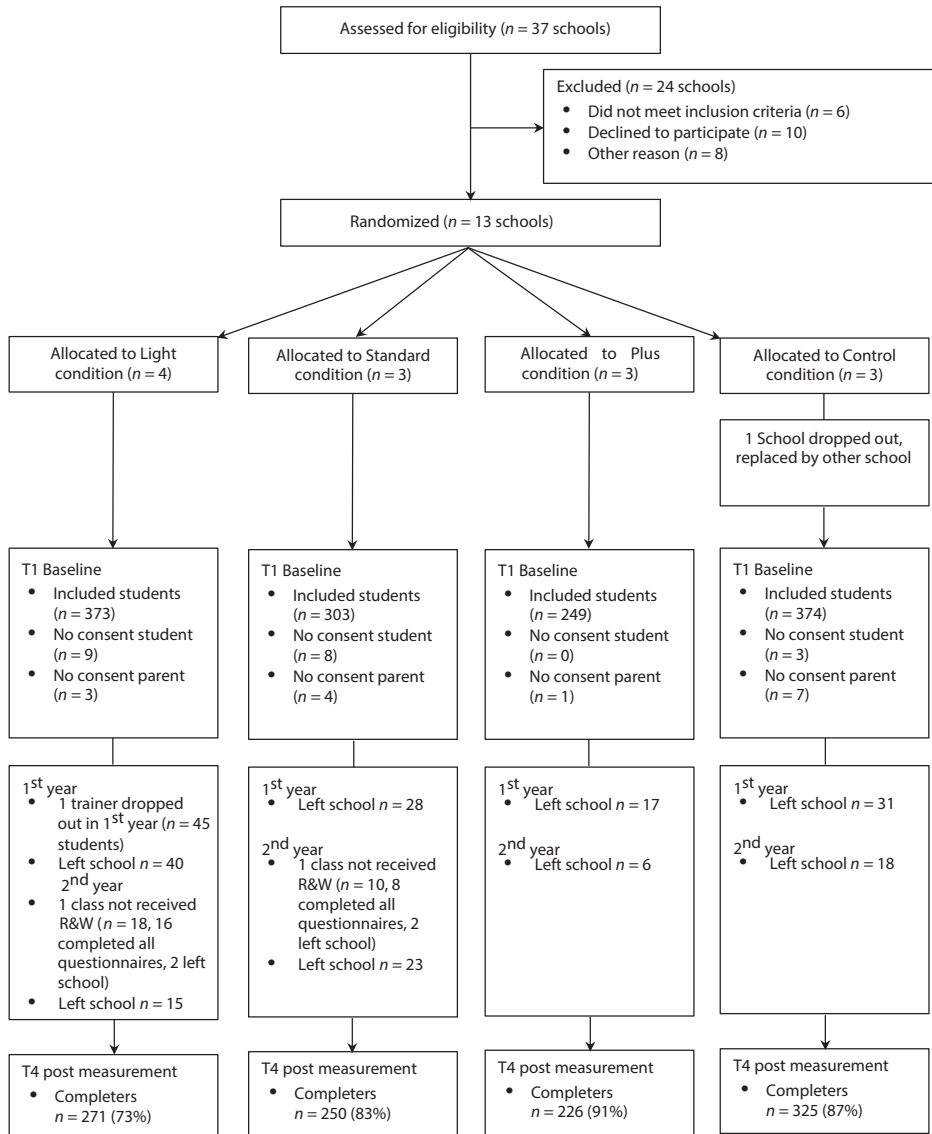 Assessed for eligibility (n = 37 schools)
Excluded (n = 24 schools)
• Did not meet inclusion criteria (n = 6)
• Declined to participate (n = 10)
• Other reason (n = 8)
Randomized (n = 13 schools)
Allocated to Light
condition (n = 4)
Allocated to Standard
condition (n = 3)
Allocated to Plus
condition (n = 3)
Allocated to Control
condition (n = 3)
1 School dropped out,
replaced by other school
T1 Baseline
• Included students
(n = 373)
• No consent student
(n = 9)
• No consent parent
(n = 3)
T1 Baseline
• Included students
(n = 303)
• No consent student
(n = 8)
• No consent parent
(n = 4)
T1 Baseline
• Included students
(n = 249)
• No consent student
(n = 0)
• No consent parent
(n = 1)
T1 Baseline
• Included students
(n = 374)
• No consent student
(n = 3)
• No consent parent
(n = 7)
1st year
• 1 trainer dropped
out in 1st year (n = 45
students)
• Left school n = 40
2nd year
• 1 class not received
R&W (n = 18, 16
completed all
questionnaires, 2 left
school)
• Left school n = 15
1st year
• Left school n = 28
2nd year
• 1 class not received
R&W (n = 10, 8
completed all
questionnaires, 2
left school)
• Left school n = 23
1st year
• Left school n = 17
2nd year
• Left school n = 6
1st year
• Left school n = 31
2nd year
• Left school n = 18
T4 post measurement
• Completers
n = 271 (73%)
T4 post measurement
• Completers
n = 250 (83%)
T4 post measurement
• Completers
n = 226 (91%)
T4 post measurement
• Completers
n = 325 (87%)